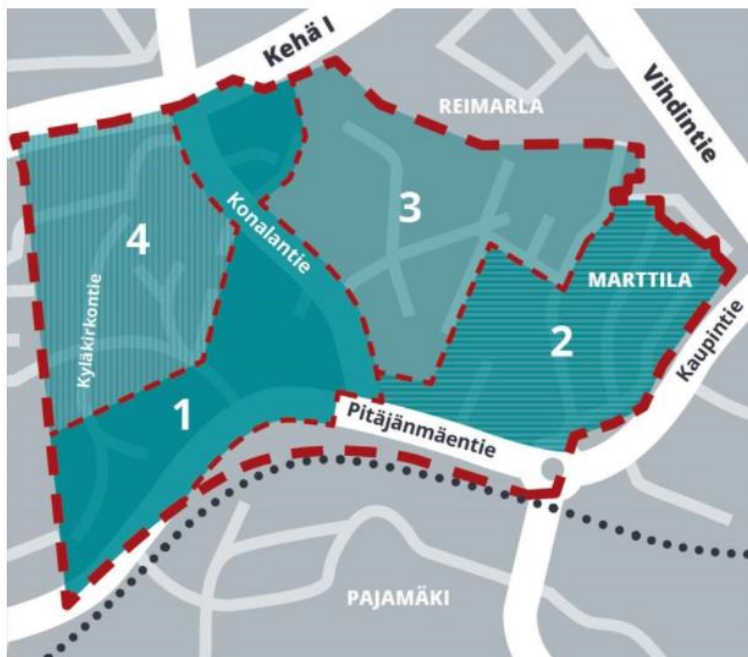 Kehä I
Vihdintie
REIMARLA
3
Konalantie
4
MARTTILA
Kyläkirkontie
2
Kaupintie
1
Pitäjänmäentie
PAJAMÄKI